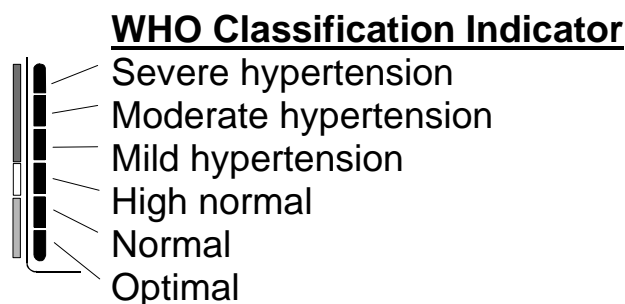 WHO Classification Indicator
Severe hypertension
Moderate hypertension
Mild hypertension
High normal
Normal
Optimal